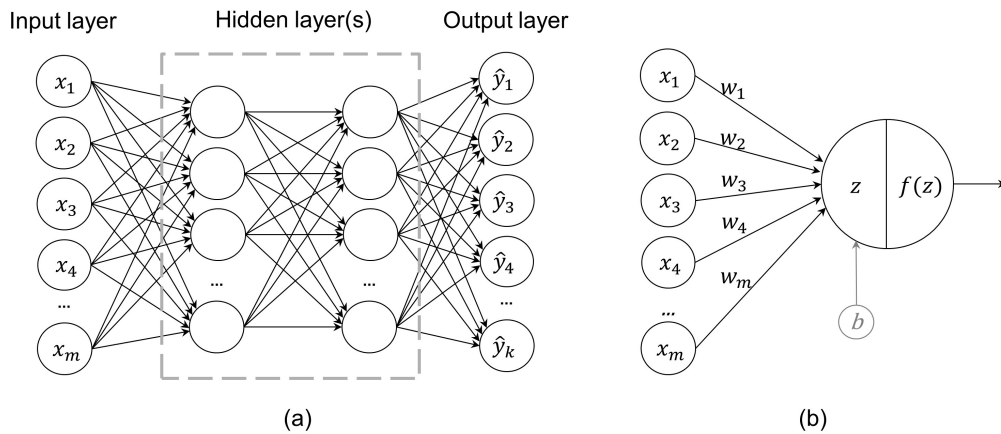 Input layer
Hidden layer(s)
Output layer
x₁
x₂
x₃
x₄
...
xₘ
...
...
ŷ₁
ŷ₂
ŷ₃
ŷ₄
...
ŷₖ
(a)
x₁
x₂
x₃
x₄
...
xₘ
w₁
w₂
w₃
w₄
wₘ
z
f(z)
b
(b)